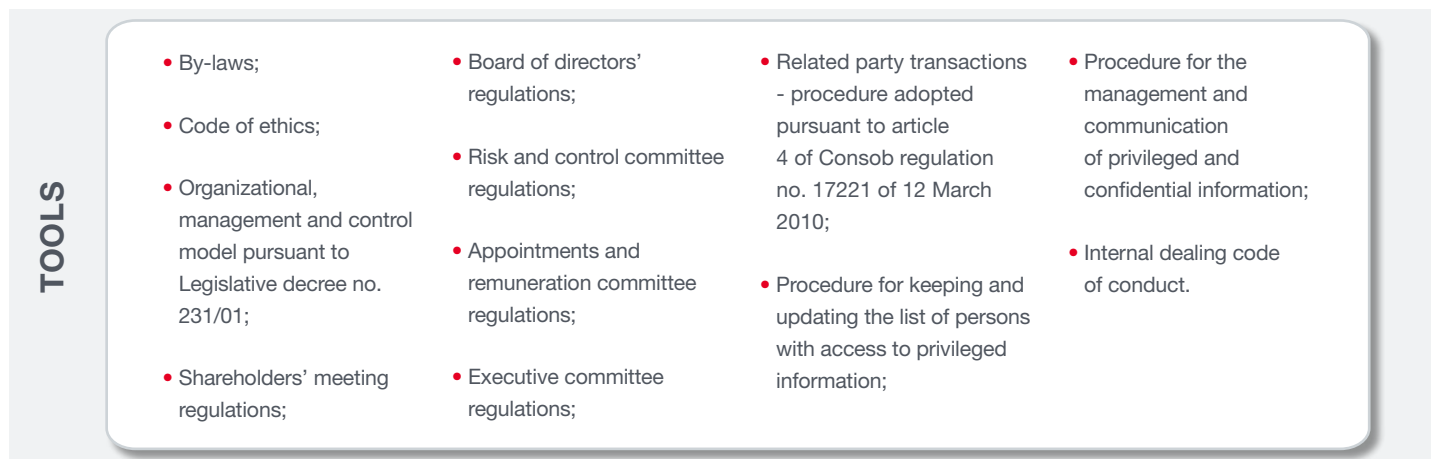 TOOLS
• By-laws;
• Code of ethics;
• Organizational,
management and control
model pursuant to
Legislative decree no.
231/01;
• Shareholders’ meeting
regulations;
• Board of directors’
regulations;
• Risk and control committee
regulations;
• Appointments and
remuneration committee
regulations;
• Executive committee
regulations;
• Related party transactions
- procedure adopted
pursuant to article
4 of Consob regulation
no. 17221 of 12 March
2010;
• Procedure for keeping and
updating the list of persons
with access to privileged
information;
• Procedure for the
management and
communication
of privileged and
confidential information;
• Internal dealing code
of conduct.